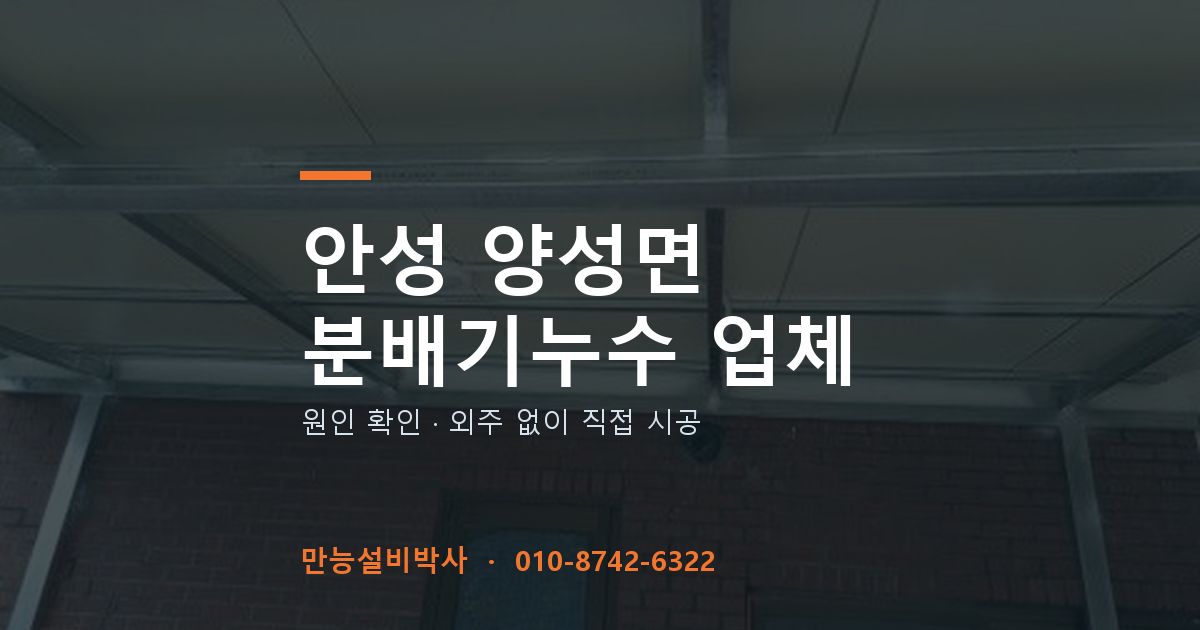 안성 양성면
분배기누수 업체
원인 확인 · 외주 없이 직접 시공
만능설비박사 · 010-8742-6322